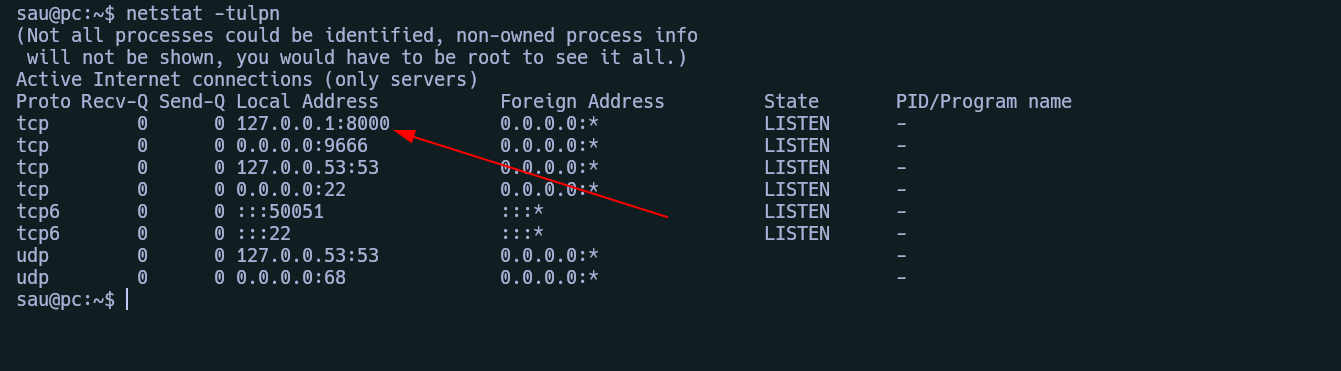 sau@pc:~$ netstat -tulpn
(Not all processes could be identified, non-owned process info
 will not be shown, you would have to be root to see it all.)
Active Internet connections (only servers)
Proto Recv-Q Send-Q Local Address           Foreign Address         State       PID/Program name
tcp        0      0 127.0.0.1:8000          0.0.0.0:*               LISTEN      -
tcp        0      0 0.0.0.0:9666            0.0.0.0:*               LISTEN      -
tcp        0      0 127.0.0.53:53           0.0.0.0:*               LISTEN      -
tcp        0      0 0.0.0.0:22              0.0.0.0:*               LISTEN      -
tcp6       0      0 :::50051                :::*                    LISTEN      -
tcp6       0      0 :::22                   :::*                    LISTEN      -
udp        0      0 127.0.0.53:53           0.0.0.0:*                           -
udp        0      0 0.0.0.0:68              0.0.0.0:*                           -
sau@pc:~$